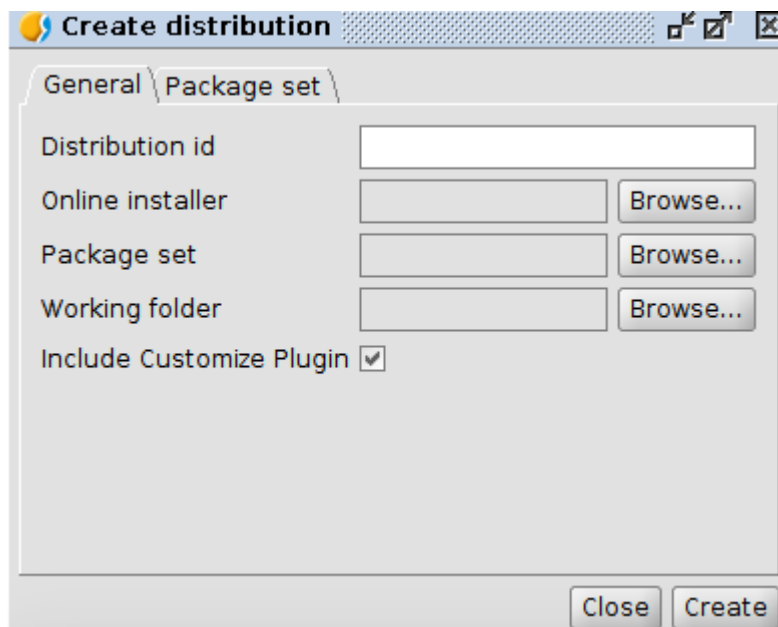 Create distribution
General Package set
Distribution id
Online installer Browse...
Package set Browse...
Working folder Browse...
Include Customize Plugin
Close Create